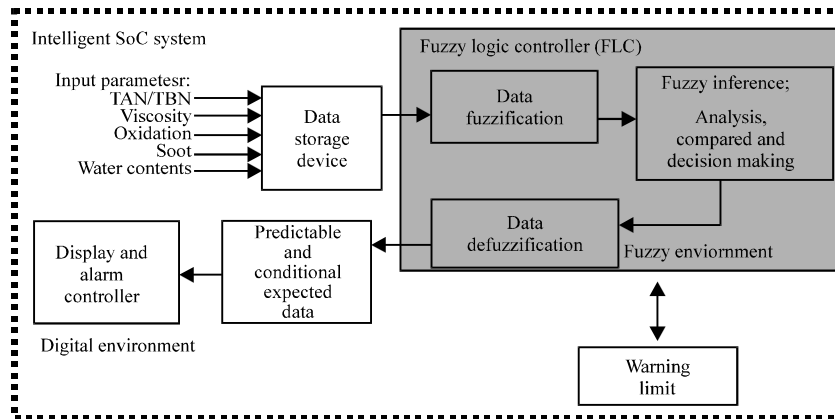 Intelligent SoC system
Fuzzy logic controller (FLC)
Input parametesr:
TAN/TBN
Viscosity
Oxidation
Soot
Water contents
Data
storage
device
Data
fuzzification
Fuzzy inference;
Analysis,
compared and
decision making
Data
defuzzification
Fuzzy enviornment
Predictable
and
conditional
expected
data
Display and
alarm
controller
Digital environment
Warning
limit